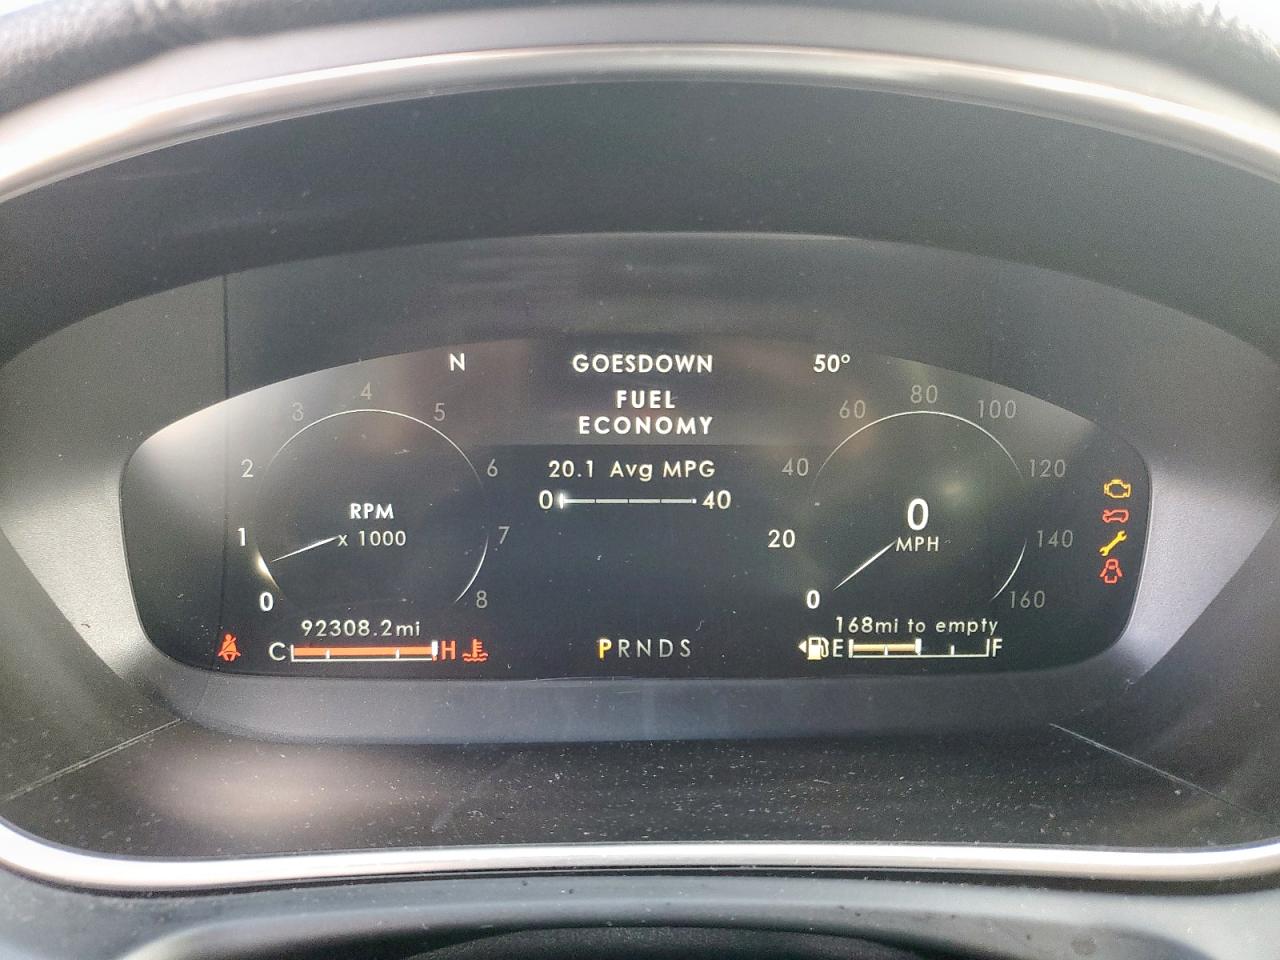 N GOESDOWN 50°
FUEL
ECONOMY
20.1 Avg MPG
0 40
0 1 2 3 4 5 6 7 8
RPM
x 1000
0 20 40 60 80 100 120 140 160
0
MPH
92308.2mi
C H
PRNDS
168mi to empty
E F